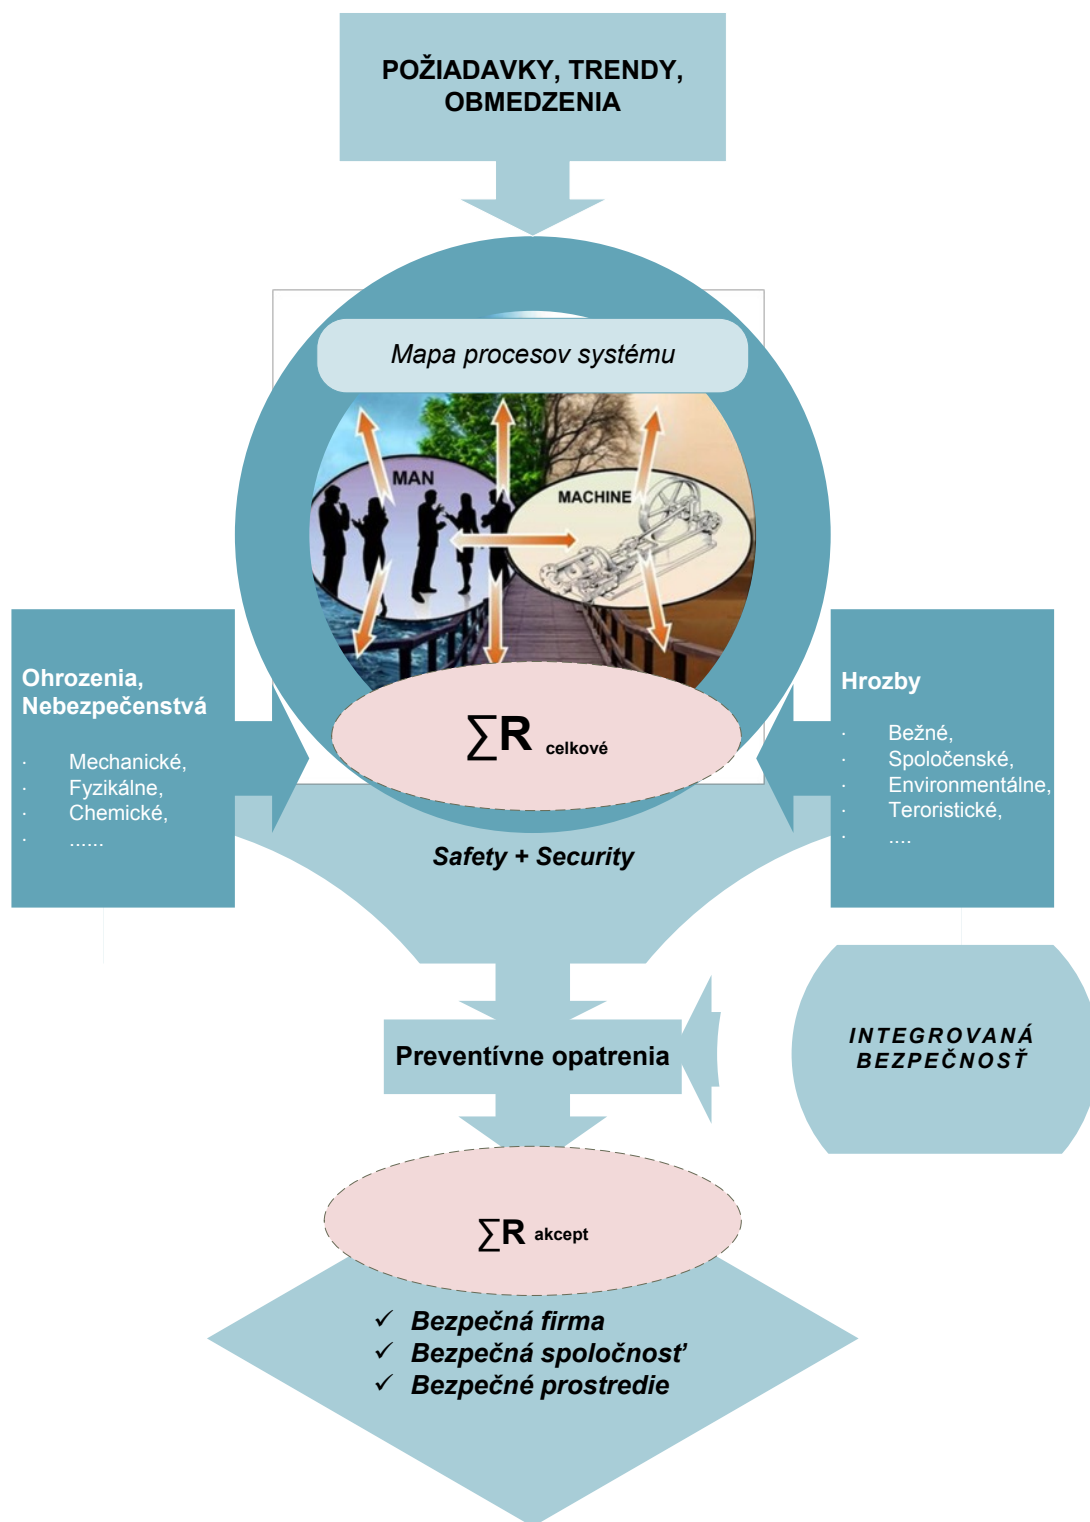 POŽIADAVKY, TRENDY,
OBMEDZENIA
Mapa procesov systému
MAN
MACHINE
∑R celkové
Ohrozenia,
Nebezpečenstvá
· Mechanické,
· Fyzikálne,
· Chemické,
· ......
Hrozby
· Bežné,
· Spoločenské,
· Environmentálne,
· Teroristické,
· ....
Safety + Security
INTEGROVANÁ
BEZPEČNOSŤ
Preventívne opatrenia
∑R akcept
✓ Bezpečná firma
✓ Bezpečná spoločnosť
✓ Bezpečné prostredie